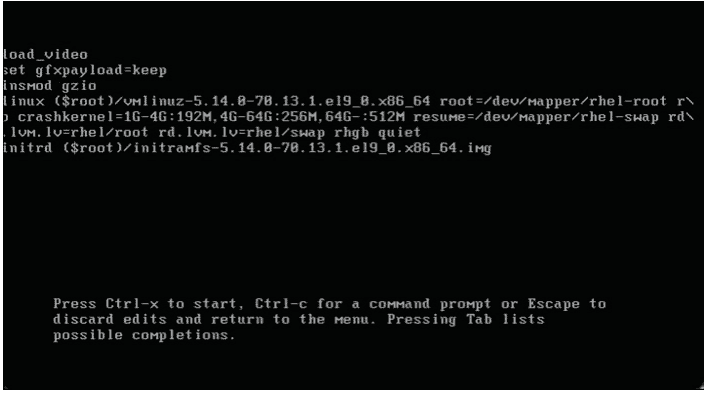 load_video
set gfxpayload=keep
insmod gzio
linux ($root)/vmlinuz-5.14.0-70.13.1.el9_0.x86_64 root=/dev/mapper/rhel-root r\
o crashkernel=1G-4G:192M,4G-64G:256M,64G-:512M resume=/dev/mapper/rhel-swap rd\
.lvm.lv=rhel/root rd.lvm.lv=rhel/swap rhgb quiet
initrd ($root)/initramfs-5.14.0-70.13.1.el9_0.x86_64.img
Press Ctrl-x to start, Ctrl-c for a command prompt or Escape to
discard edits and return to the menu. Pressing Tab lists
possible completions.